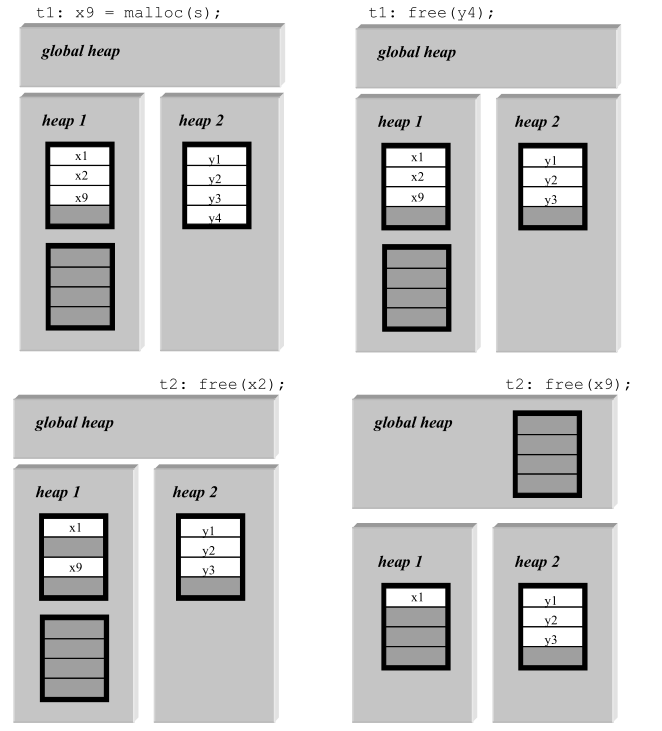 t1: x9 = malloc(s);
global heap
heap 1
heap 2
x1
x2
x9
y1
y2
y3
y4
t1: free(y4);
global heap
heap 1
heap 2
x1
x2
x9
y1
y2
y3
t2: free(x2);
global heap
heap 1
heap 2
x1
x9
y1
y2
y3
t2: free(x9);
global heap
heap 1
heap 2
x1
y1
y2
y3